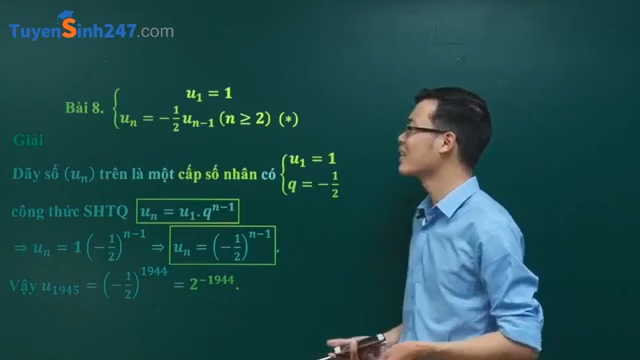 TuyenSinh247.com
Bài 8. { u₁ = 1
uₙ = −1/2 uₙ₋₁ (n ≥ 2) (*)
Giải
Dãy số (uₙ) trên là một cấp số nhân có { u₁ = 1
q = −1/2
công thức SHTQ uₙ = u₁.qⁿ⁻¹
⇒ uₙ = 1(−1/2)ⁿ⁻¹ ⇒ uₙ = (−1/2)ⁿ⁻¹.
Vậy u₁₉₄₅ = (−1/2)¹⁹⁴⁴ = 2⁻¹⁹⁴⁴.